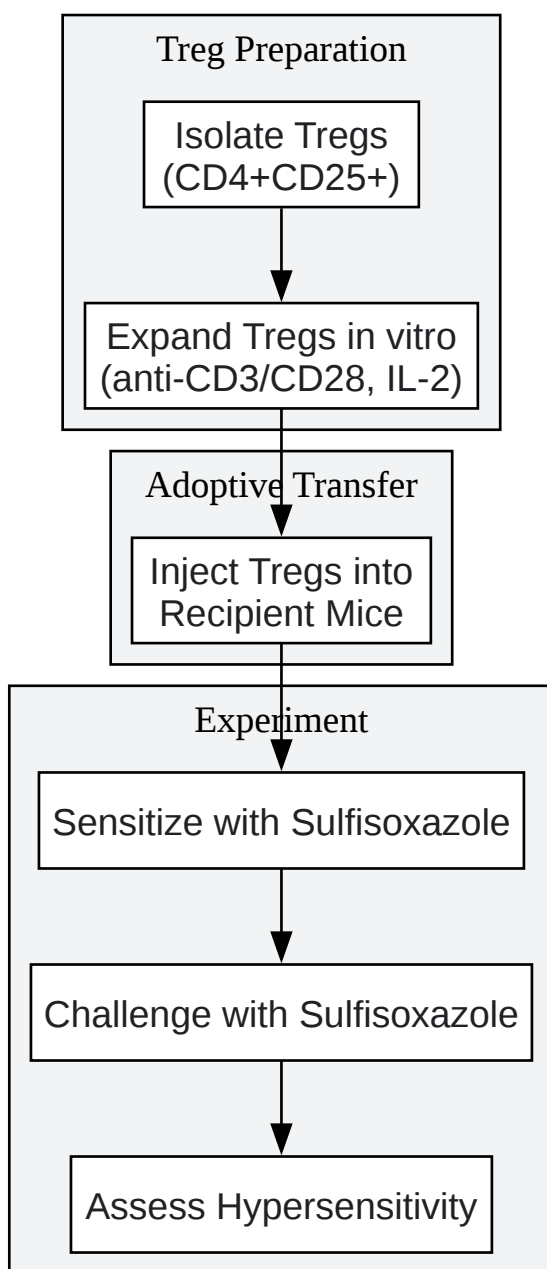 Treg Preparation
Isolate Tregs
(CD4+CD25+)
Expand Tregs in vitro
(anti-CD3/CD28, IL-2)
Adoptive Transfer
Inject Tregs into
Recipient Mice
Experiment
Sensitize with Sulfisoxazole
Challenge with Sulfisoxazole
Assess Hypersensitivity